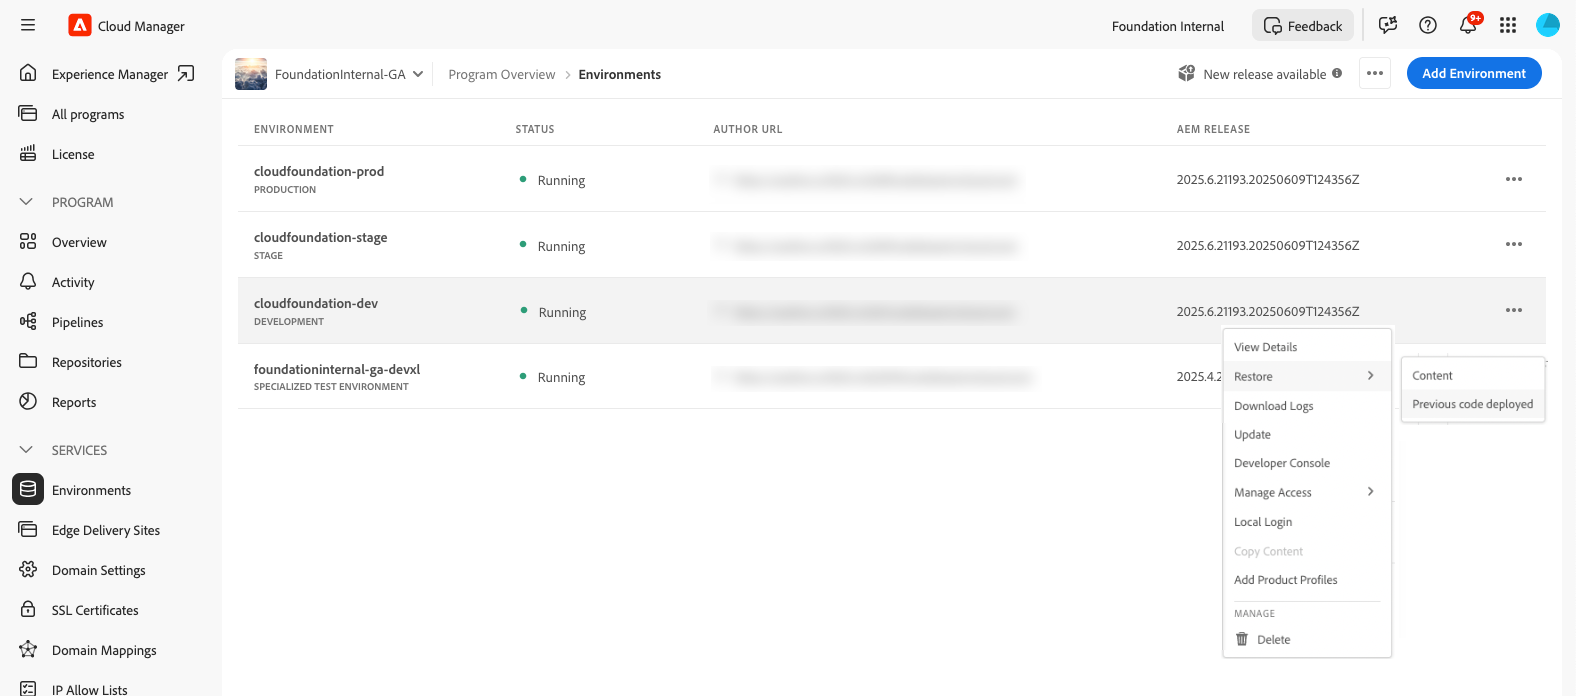 Cloud Manager
Foundation Internal
Feedback
9+
Experience Manager
All programs
License
PROGRAM
Overview
Activity
Pipelines
Repositories
Reports
SERVICES
Environments
Edge Delivery Sites
Domain Settings
SSL Certificates
Domain Mappings
IP Allow Lists
FoundationInternal-GA
Program Overview > Environments
New release available
Add Environment
ENVIRONMENT STATUS AUTHOR URL AEM RELEASE
cloudfoundation-prod
PRODUCTION
Running
2025.6.21193.20250609T124356Z
cloudfoundation-stage
STAGE
Running
2025.6.21193.20250609T124356Z
cloudfoundation-dev
DEVELOPMENT
Running
2025.6.21193.20250609T124356Z
foundationinternal-ga-devxl
SPECIALIZED TEST ENVIRONMENT
Running
2025.4.2
View Details
Restore
Download Logs
Update
Developer Console
Manage Access
Local Login
Copy Content
Add Product Profiles
MANAGE
Delete
Content
Previous code deployed